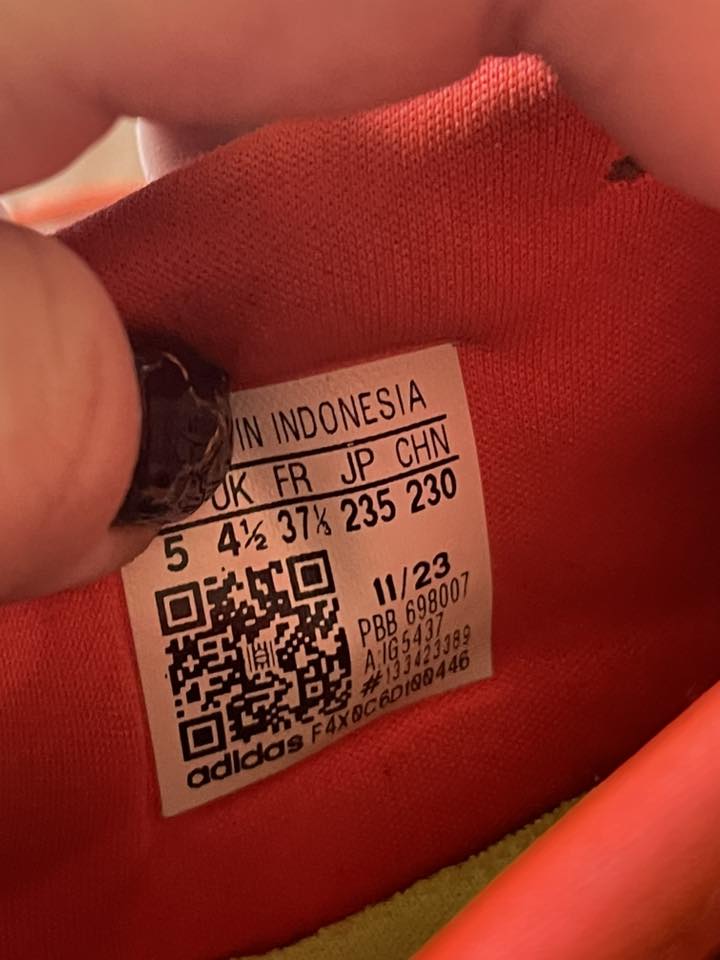 IN INDONESIA
UK FR JP CHN
5 4½ 37⅓ 235 230
11/23
PBB 698007
A:IG5437
#133423389
adidas F4X0C6D100446